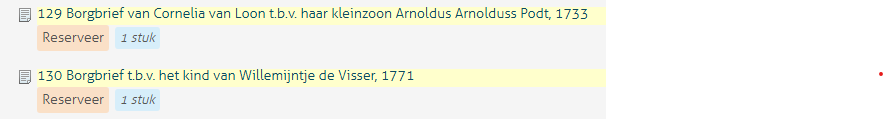 129 Borgbrief van Cornelia van Loon t.b.v. haar kleinzoon Arnoldus Arnolduss Podt, 1733
Reserveer 1 stuk
130 Borgbrief t.b.v. het kind van Willemijntje de Visser, 1771
Reserveer 1 stuk